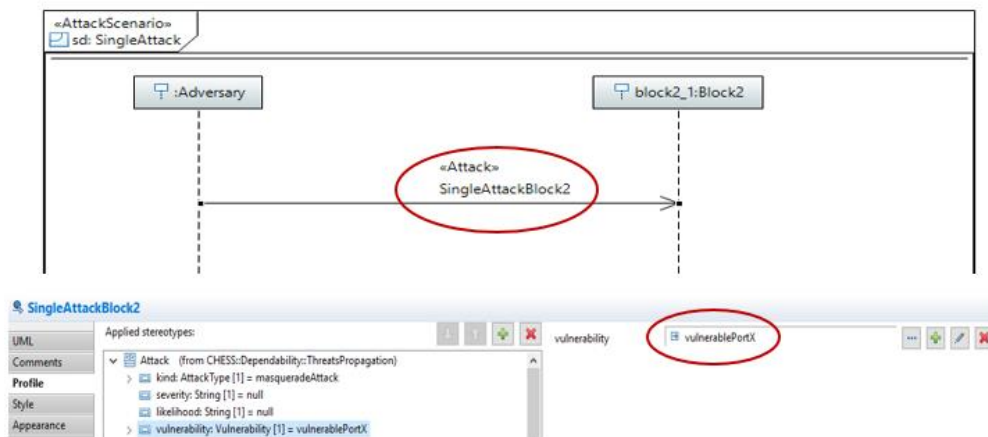 «AttackScenario»
sd: SingleAttack
:Adversary
block2_1:Block2
«Attack»
SingleAttackBlock2
SingleAttackBlock2
UML
Comments
Profile
Style
Appearance
Applied stereotypes:
Attack (from CHESS::Dependability::ThreatsPropagation)
kind: AttackType [1] = masqueradeAttack
severity: String [1] = null
likelihood: String [1] = null
vulnerability: Vulnerability [1] = vulnerablePortX
vulnerability
vulnerablePortX